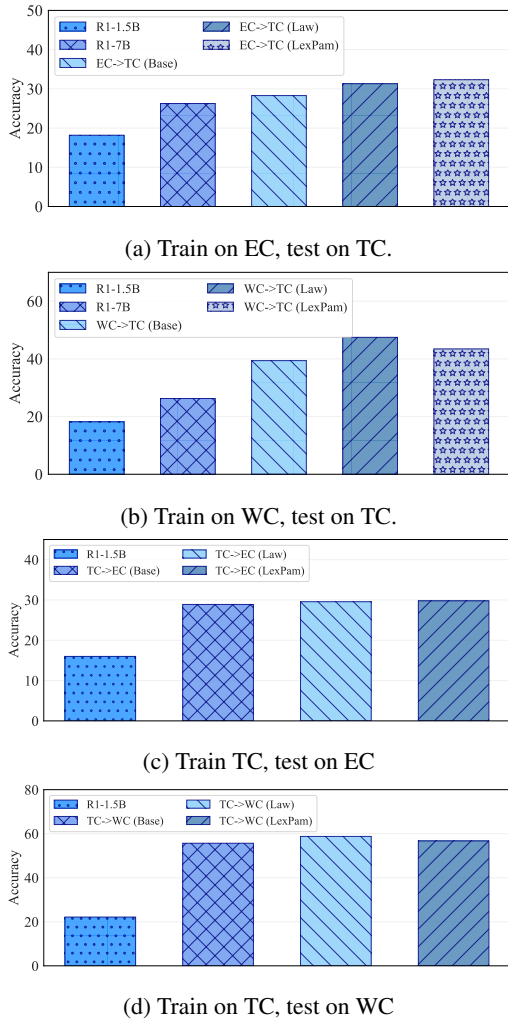 50
40
30
20
10
0
Accuracy
R1-1.5B
R1-7B
EC->TC (Base)
EC->TC (Law)
EC->TC (LexPam)
(a) Train on EC, test on TC.
60
40
20
0
Accuracy
R1-1.5B
R1-7B
WC->TC (Base)
WC->TC (Law)
WC->TC (LexPam)
(b) Train on WC, test on TC.
40
30
20
10
0
Accuracy
R1-1.5B
TC->EC (Base)
TC->EC (Law)
TC->EC (LexPam)
(c) Train TC, test on EC
80
60
40
20
0
Accuracy
R1-1.5B
TC->WC (Base)
TC->WC (Law)
TC->WC (LexPam)
(d) Train on TC, test on WC